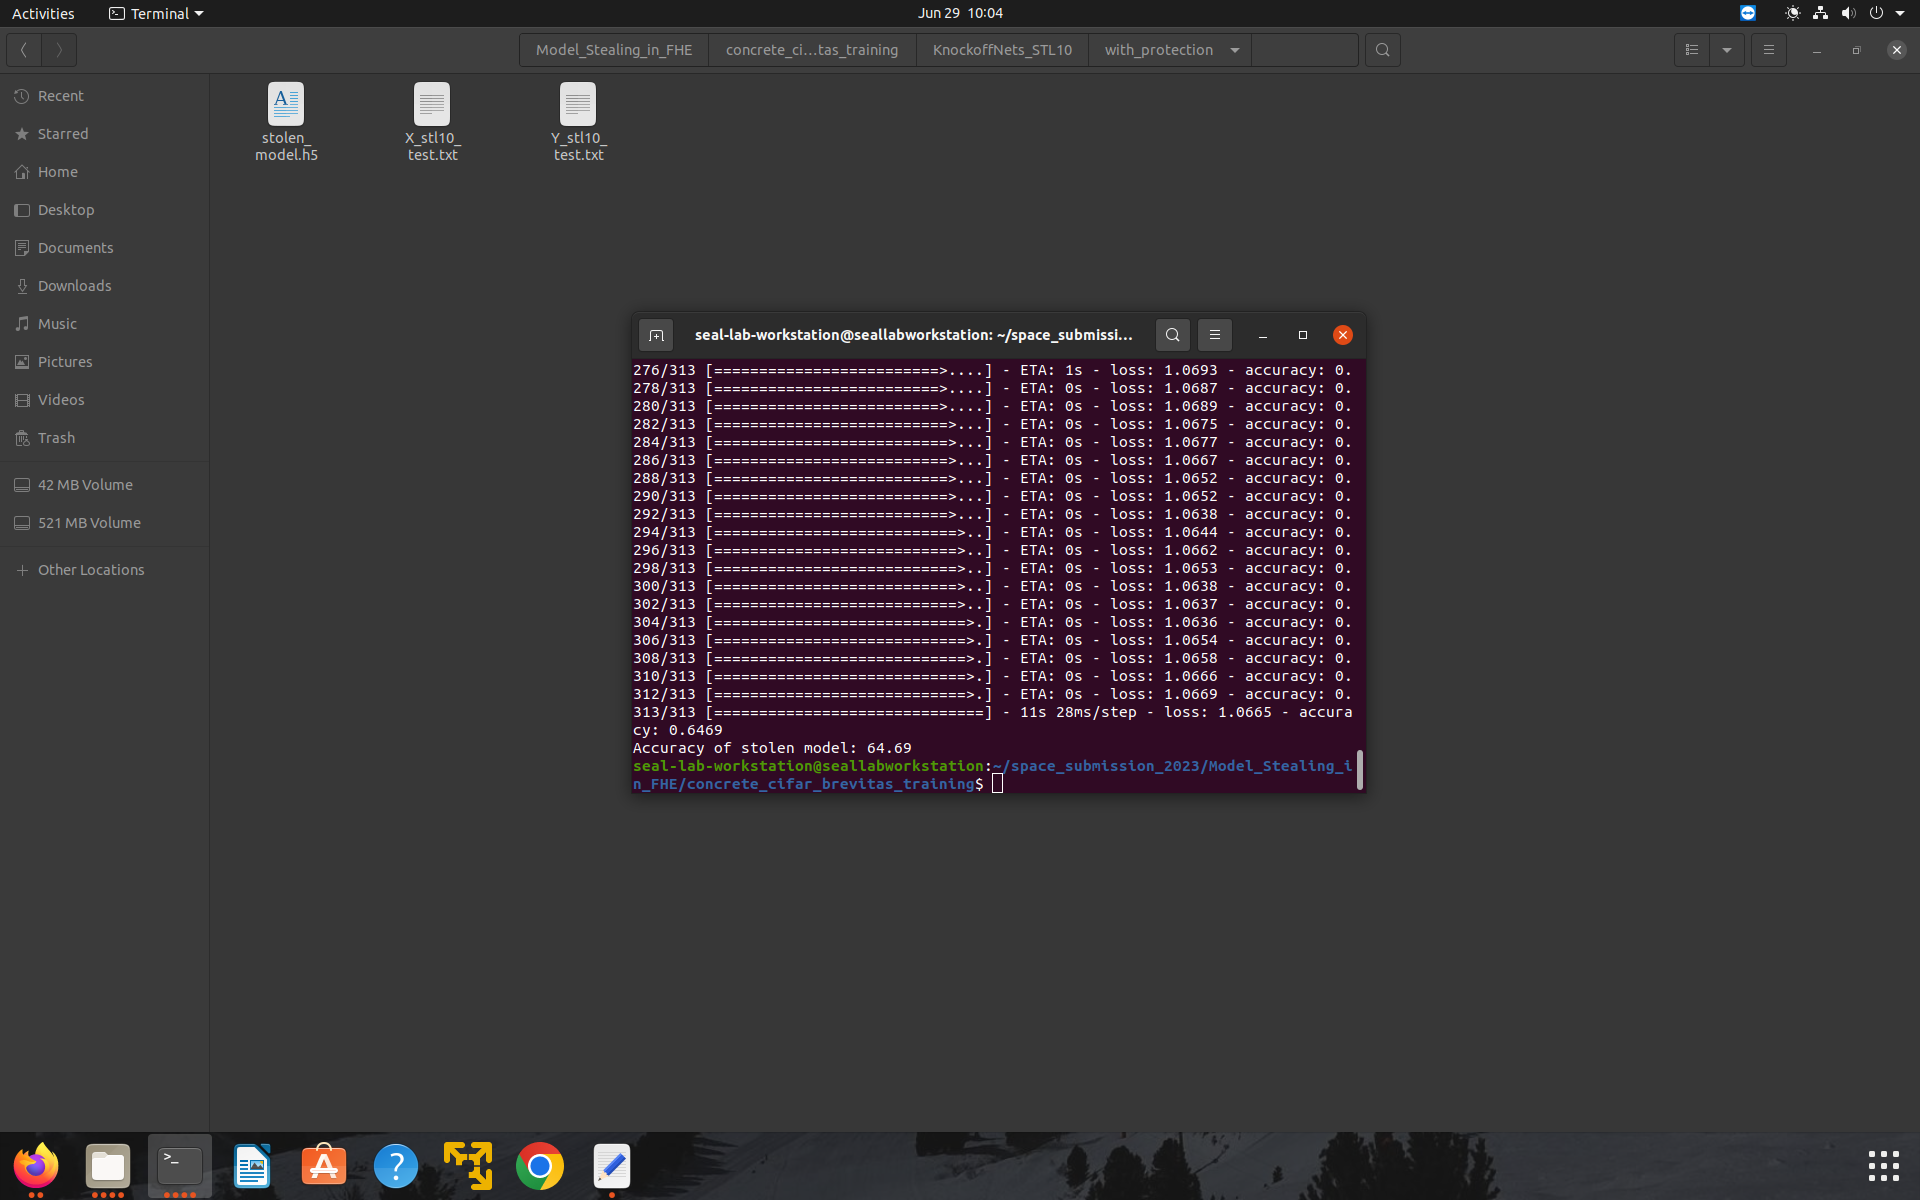 Activities
Terminal
Jun 29 10:04
Model_Stealing_in_FHE
concrete_ci…tas_training
KnockoffNets_STL10
with_protection
Recent
Starred
Home
Desktop
Documents
Downloads
Music
Pictures
Videos
Trash
42 MB Volume
521 MB Volume
+ Other Locations
stolen_
model.h5
X_stl10_
test.txt
Y_stl10_
test.txt
seal-lab-workstation@seallabworkstation: ~/space_submissi…
276/313 [=========================>....] - ETA: 1s - loss: 1.0693 - accuracy: 0.
278/313 [=========================>....] - ETA: 0s - loss: 1.0687 - accuracy: 0.
280/313 [=========================>....] - ETA: 0s - loss: 1.0689 - accuracy: 0.
282/313 [==========================>...] - ETA: 0s - loss: 1.0675 - accuracy: 0.
284/313 [==========================>...] - ETA: 0s - loss: 1.0677 - accuracy: 0.
286/313 [==========================>...] - ETA: 0s - loss: 1.0667 - accuracy: 0.
288/313 [==========================>...] - ETA: 0s - loss: 1.0652 - accuracy: 0.
290/313 [==========================>...] - ETA: 0s - loss: 1.0652 - accuracy: 0.
292/313 [==========================>...] - ETA: 0s - loss: 1.0638 - accuracy: 0.
294/313 [===========================>..] - ETA: 0s - loss: 1.0644 - accuracy: 0.
296/313 [===========================>..] - ETA: 0s - loss: 1.0662 - accuracy: 0.
298/313 [===========================>..] - ETA: 0s - loss: 1.0653 - accuracy: 0.
300/313 [===========================>..] - ETA: 0s - loss: 1.0638 - accuracy: 0.
302/313 [===========================>..] - ETA: 0s - loss: 1.0637 - accuracy: 0.
304/313 [============================>.] - ETA: 0s - loss: 1.0636 - accuracy: 0.
306/313 [============================>.] - ETA: 0s - loss: 1.0654 - accuracy: 0.
308/313 [============================>.] - ETA: 0s - loss: 1.0658 - accuracy: 0.
310/313 [============================>.] - ETA: 0s - loss: 1.0666 - accuracy: 0.
312/313 [============================>.] - ETA: 0s - loss: 1.0669 - accuracy: 0.
313/313 [==============================] - 11s 28ms/step - loss: 1.0665 - accura
cy: 0.6469
Accuracy of stolen model: 64.69
seal-lab-workstation@seallabworkstation:~/space_submission_2023/Model_Stealing_i
n_FHE/concrete_cifar_brevitas_training$